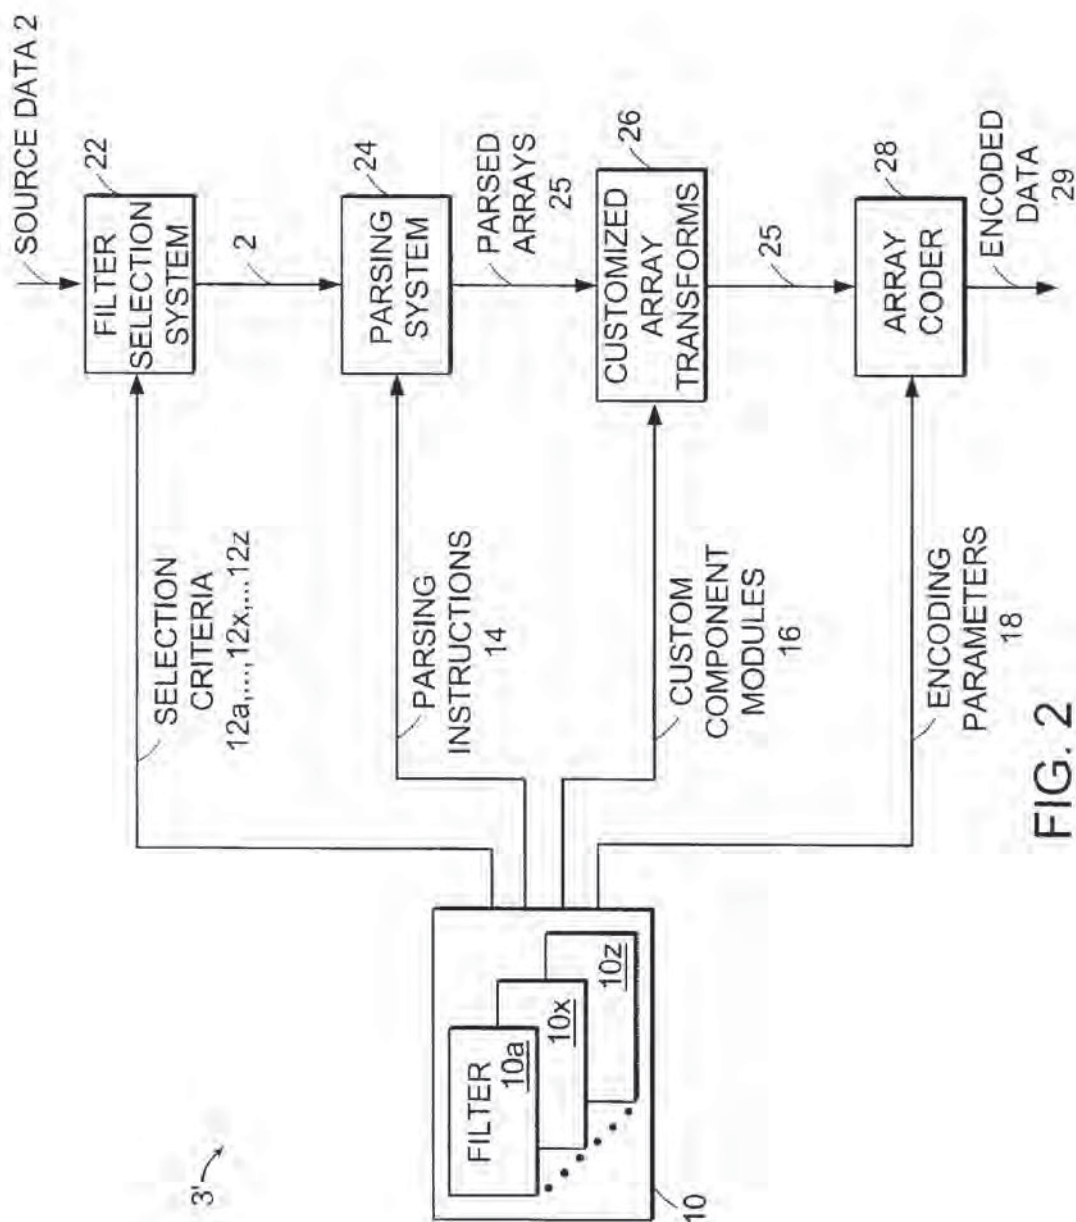 3'
SOURCE DATA 2
22
FILTER
SELECTION
SYSTEM
2
24
PARSING
SYSTEM
PARSED
ARRAYS
25
26
CUSTOMIZED
ARRAY
TRANSFORMS
25
28
ARRAY
CODER
ENCODED
DATA
29
SELECTION
CRITERIA
12a,...,12x,...12z
PARSING
INSTRUCTIONS
14
CUSTOM
COMPONENT
MODULES
16
ENCODING
PARAMETERS
18
FILTER
10a
10x
10z
10
FIG. 2